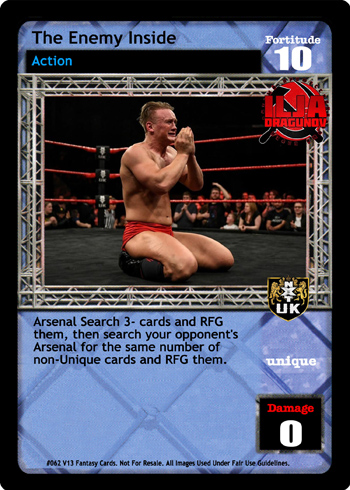 The Enemy Inside
Fortitude
10
Action
ILJA
DRAGUNOV
NXT
UK
Arsenal Search 3- cards and RFG
them, then search your opponent's
Arsenal for the same number of
non-Unique cards and RFG them.
unique
Damage
0
#062 V13 Fantasy Cards. Not For Resale. All Images Used Under Fair Use Guidelines.